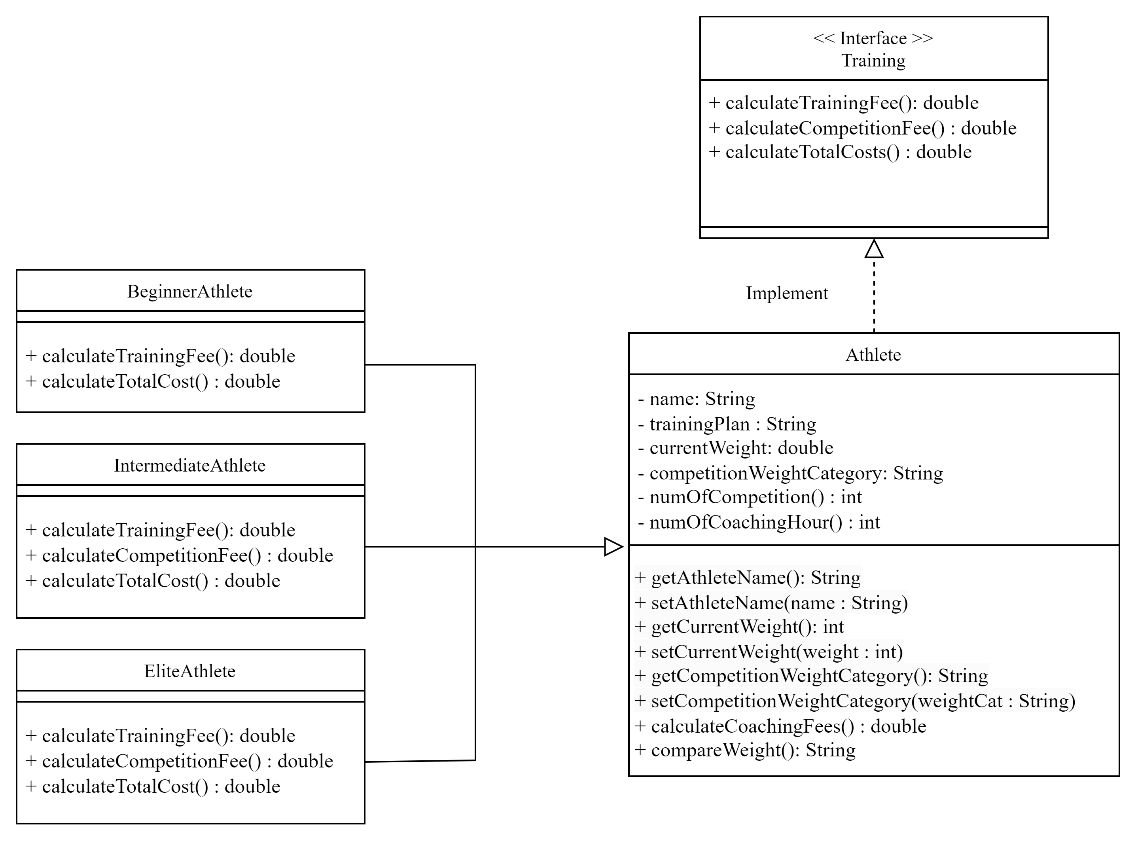 << Interface >>
Training
+ calculateTrainingFee(): double
+ calculateCompetitionFee() : double
+ calculateTotalCosts() : double
Implement
BeginnerAthlete
+ calculateTrainingFee(): double
+ calculateTotalCost() : double
IntermediateAthlete
+ calculateTrainingFee(): double
+ calculateCompetitionFee() : double
+ calculateTotalCost() : double
EliteAthlete
+ calculateTrainingFee(): double
+ calculateCompetitionFee() : double
+ calculateTotalCost() : double
Athlete
- name: String
- trainingPlan : String
- currentWeight: double
- competitionWeightCategory: String
- numOfCompetition() : int
- numOfCoachingHour() : int
+ getAthleteName(): String
+ setAthleteName(name : String)
+ getCurrentWeight(): int
+ setCurrentWeight(weight : int)
+ getCompetitionWeightCategory(): String
+ setCompetitionWeightCategory(weightCat : String)
+ calculateCoachingFees() : double
+ compareWeight(): String